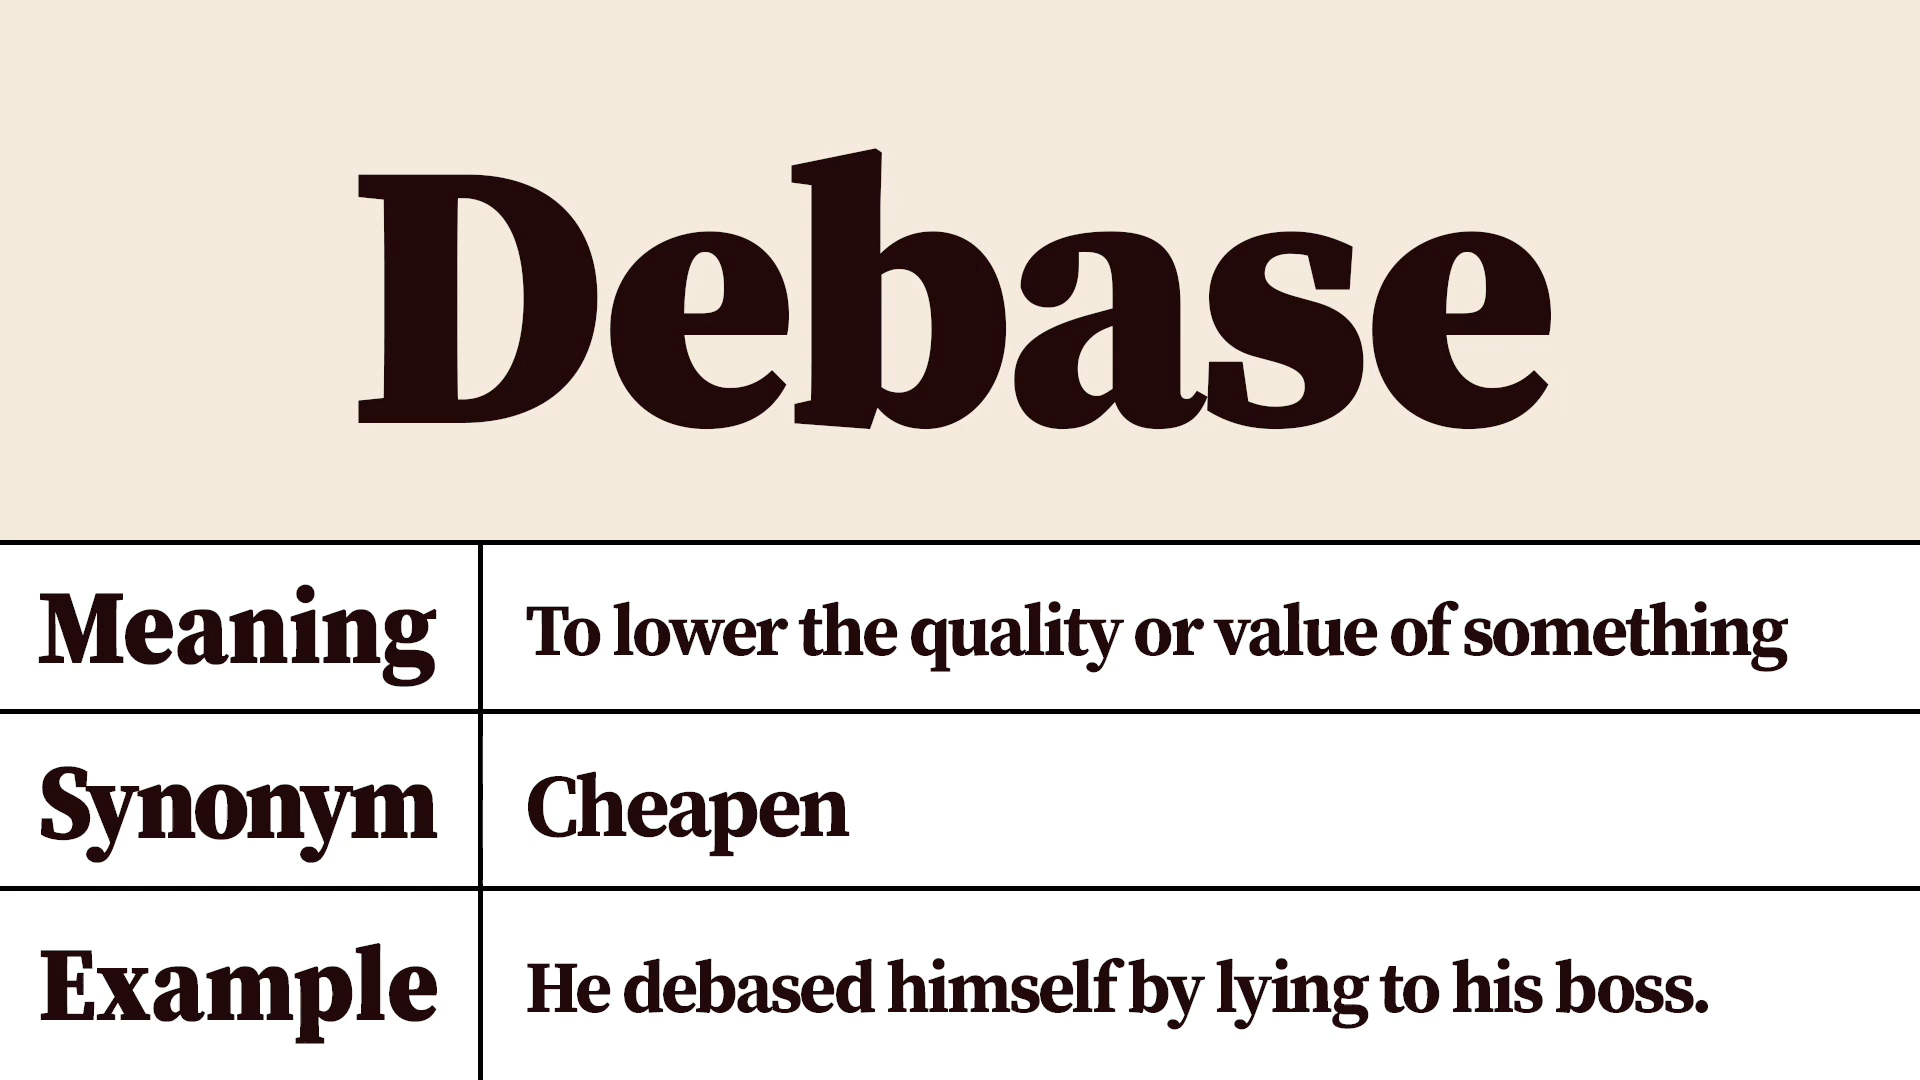 Debase
Meaning
To lower the quality or value of something
Synonym
Cheapen
Example
He debased himself by lying to his boss.